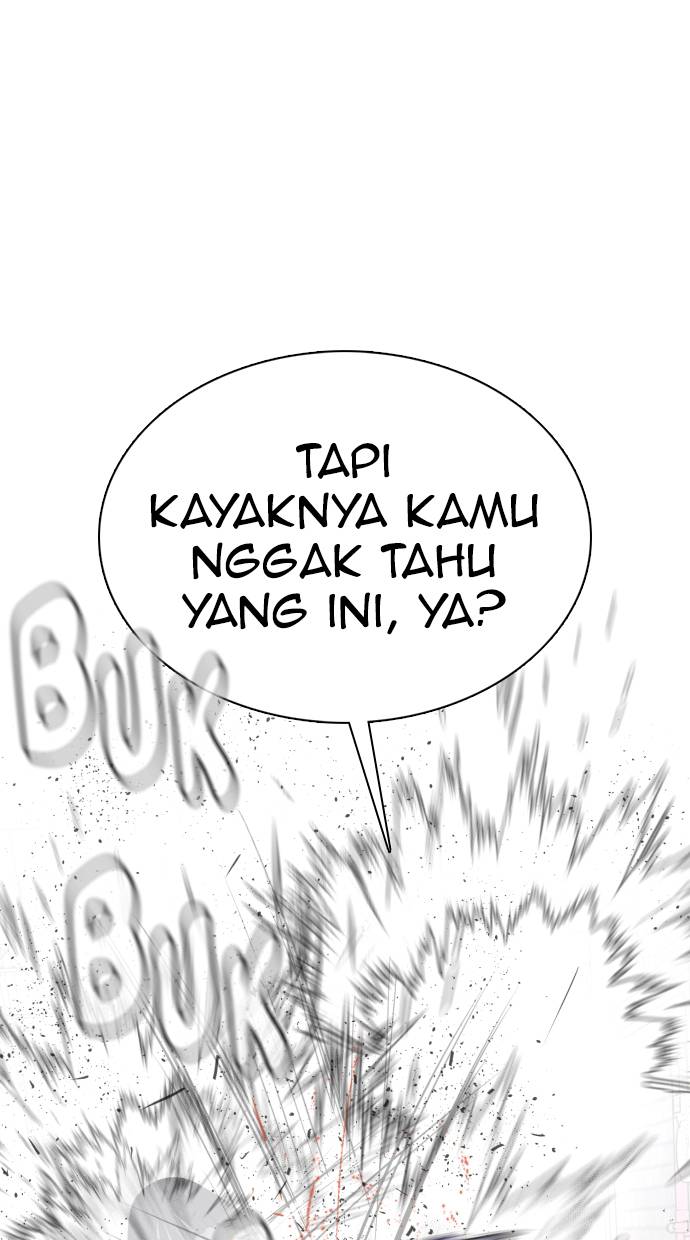 TAPI
KAYAKNYA KAMU
NGGAK TAHU
YANG INI, YA?
BUK
BUK